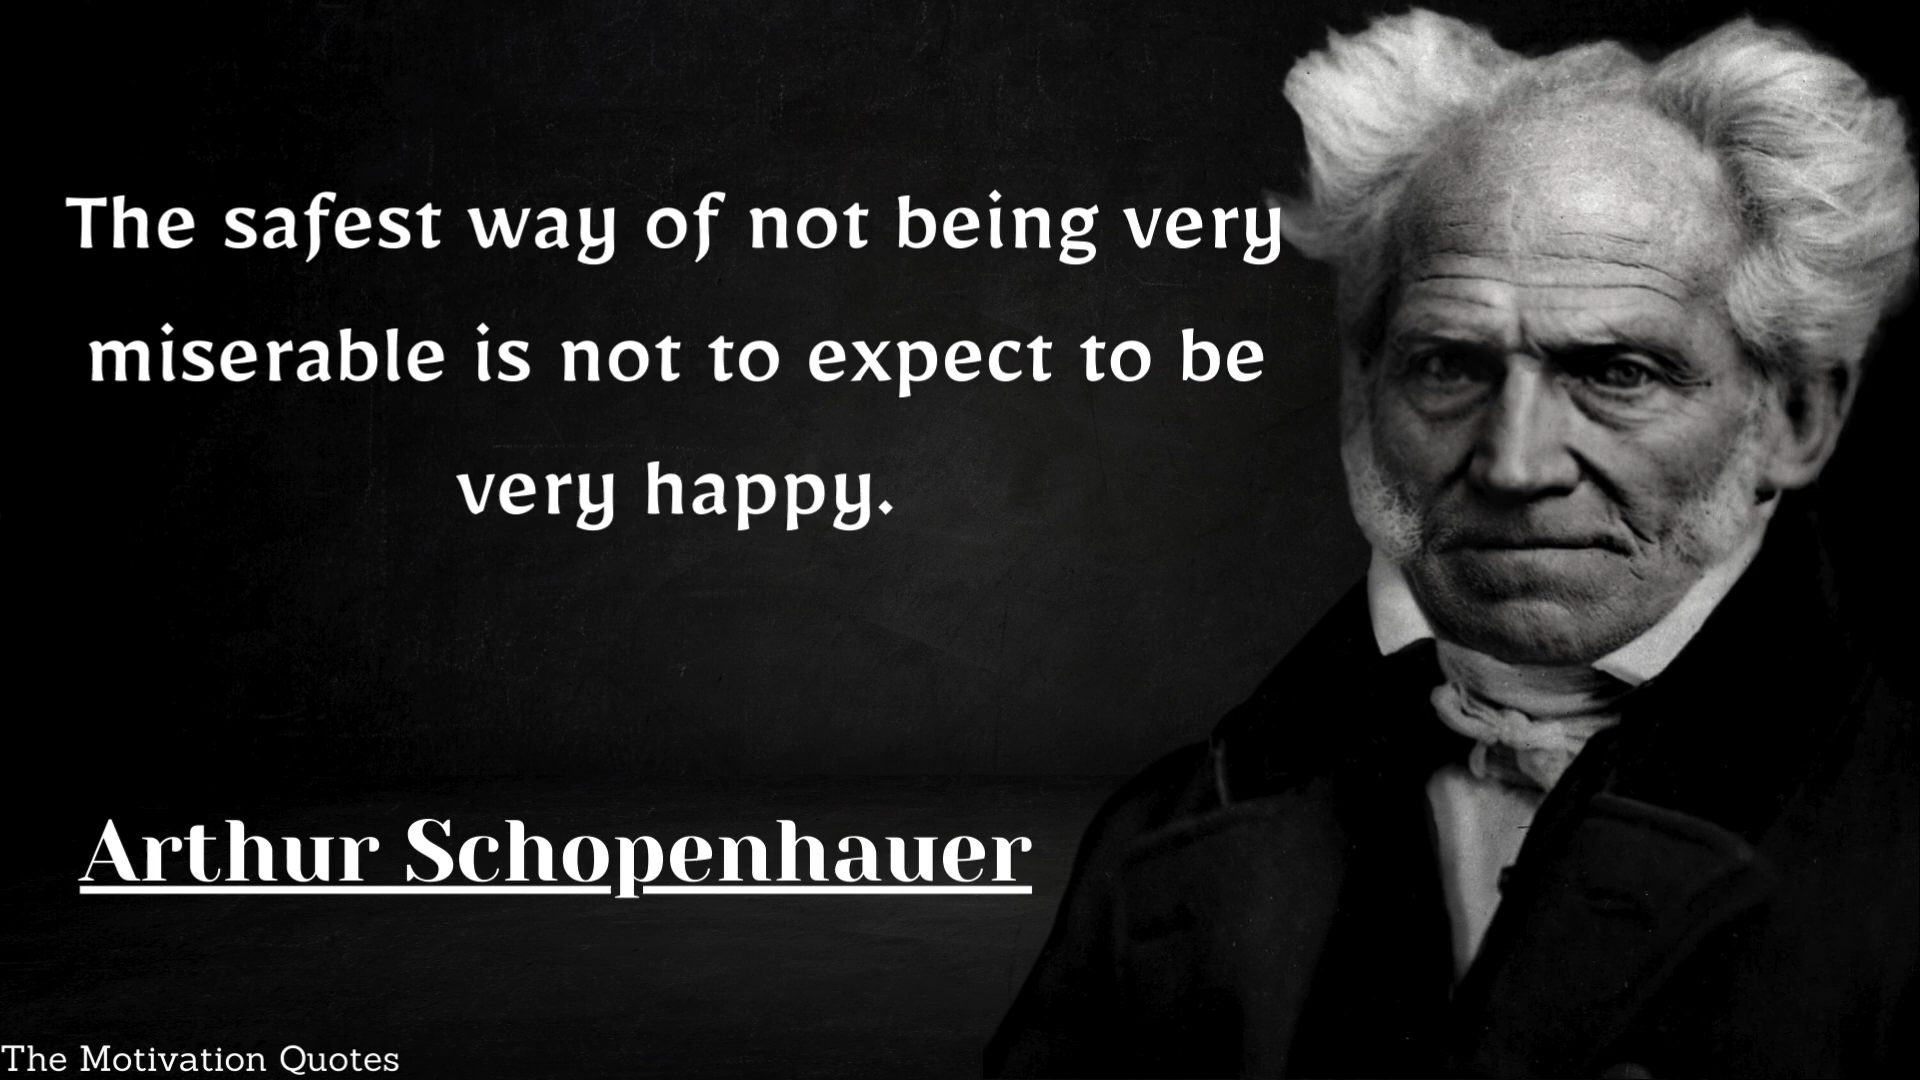 The safest way of not being very
miserable is not to expect to be
very happy.
Arthur Schopenhauer
The Motivation Quotes